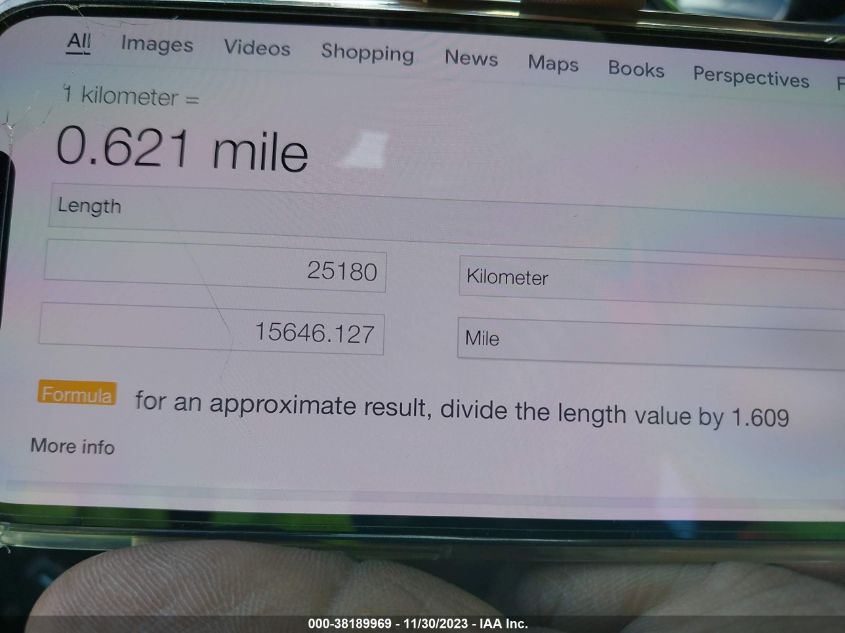 All Images Videos Shopping News Maps Books Perspectives
1 kilometer =
0.621 mile
Length
25180 Kilometer
15646.127 Mile
Formula for an approximate result, divide the length value by 1.609
More info
000-38189969 - 11/30/2023 - IAA Inc.